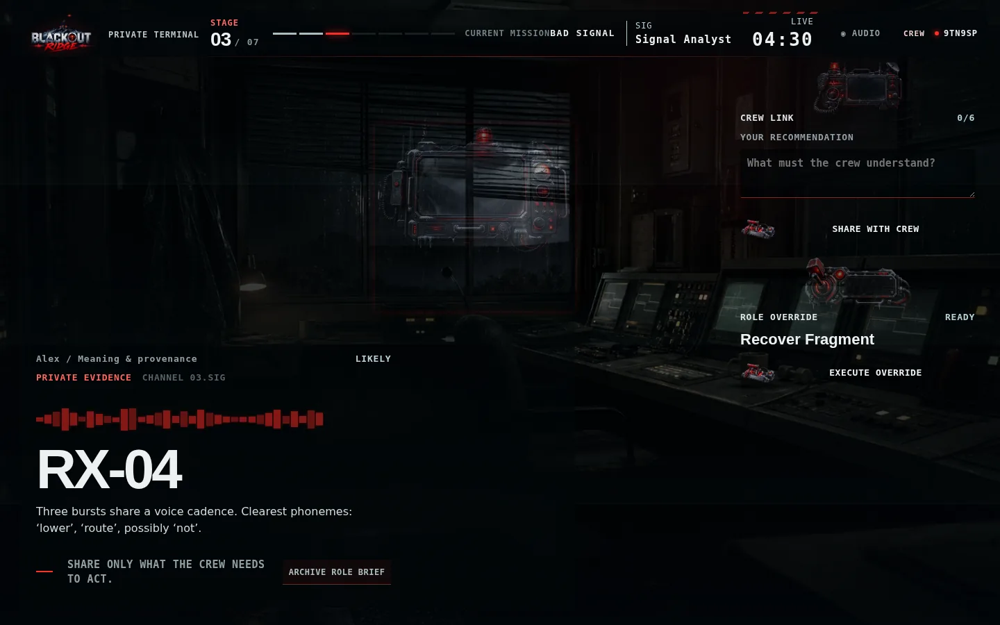 BLACKOUT
RIDGE
PRIVATE TERMINAL
STAGE
03 / 07
CURRENT MISSION
BAD SIGNAL
SIG
Signal Analyst
LIVE
04:30
◉ AUDIO
CREW
9TN9SP
CREW LINK
0/6
YOUR RECOMMENDATION
What must the crew understand?
SHARE WITH CREW
ROLE OVERRIDE
READY
Recover Fragment
EXECUTE OVERRIDE
Alex / Meaning & provenance
LIKELY
PRIVATE EVIDENCE CHANNEL 03.SIG
RX-04
Three bursts share a voice cadence. Clearest phonemes:
‘lower’, ‘route’, possibly ‘not’.
SHARE ONLY WHAT THE CREW NEEDS
TO ACT.
ARCHIVE ROLE BRIEF